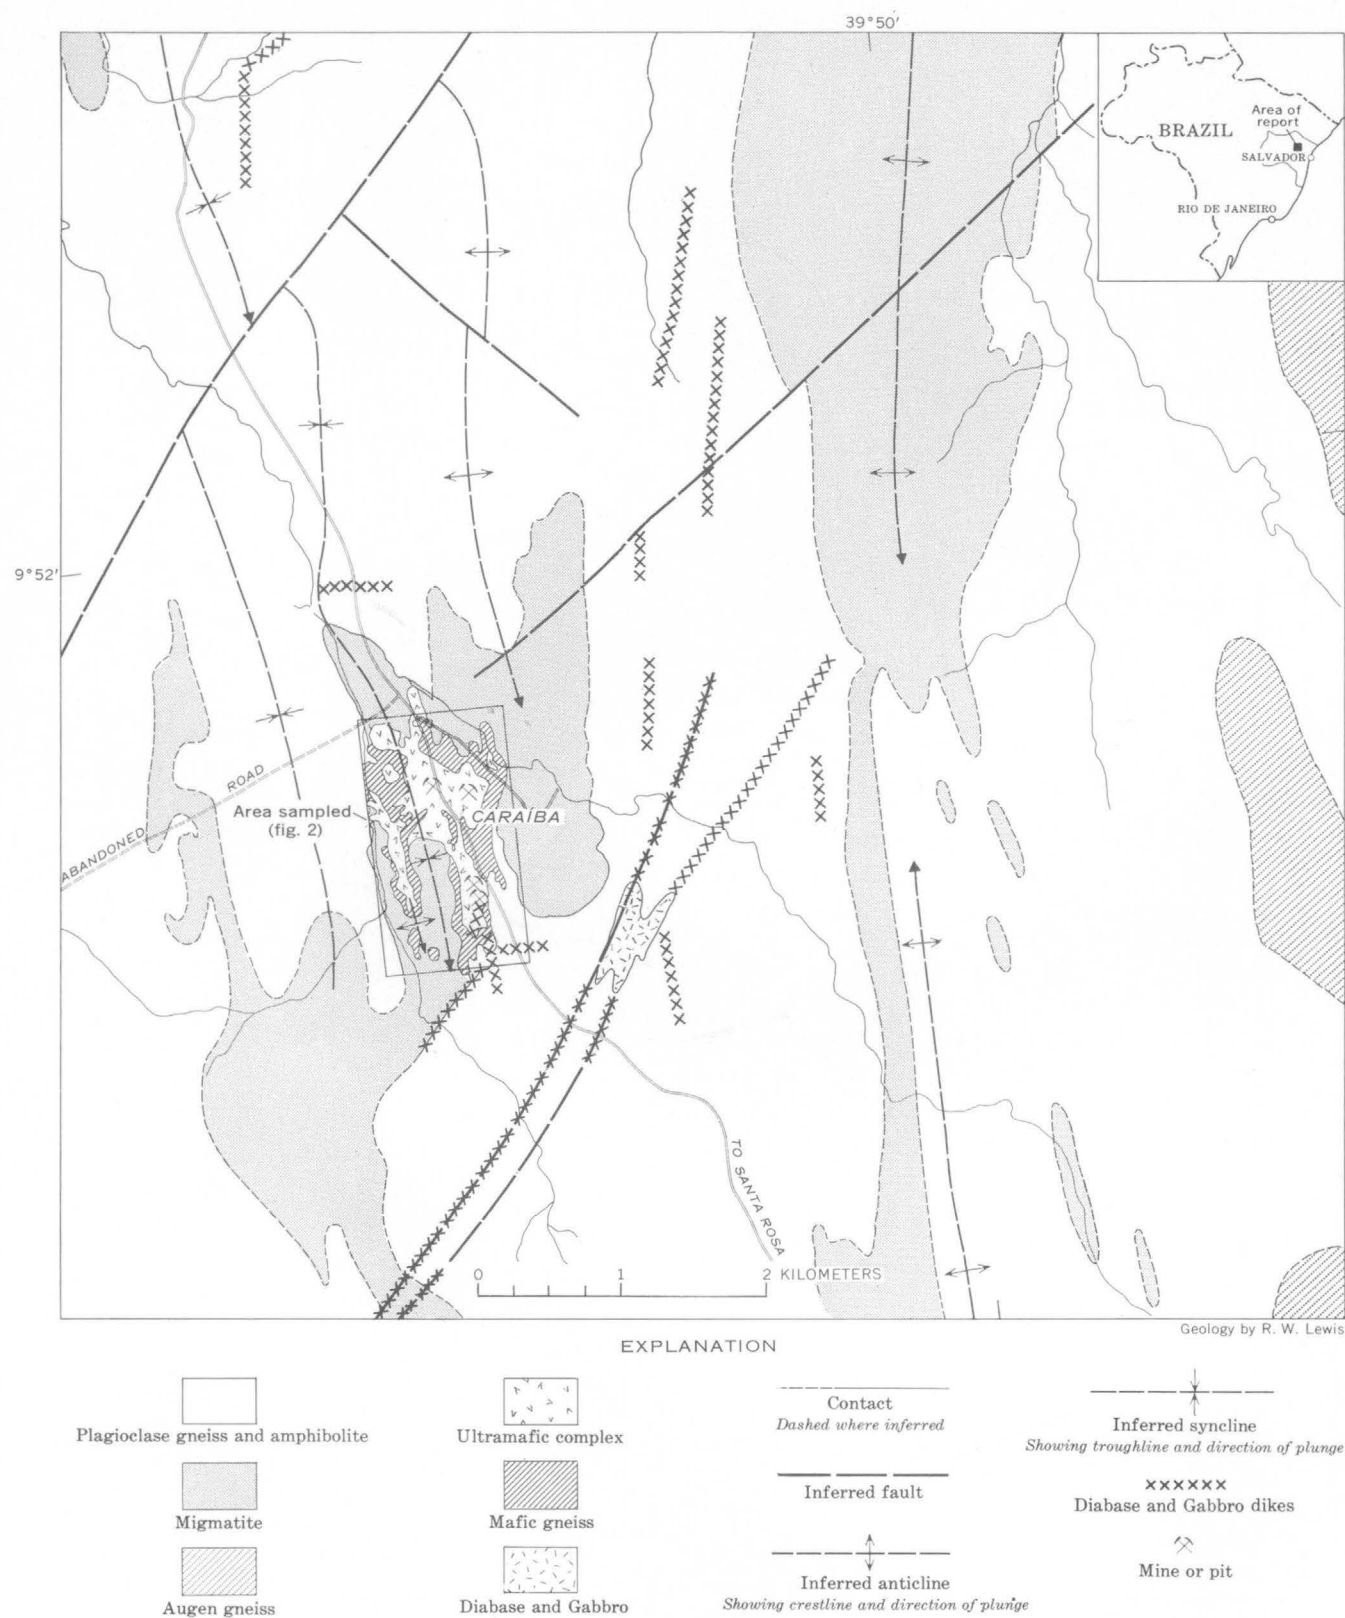 39°50′
Area of
report
BRAZIL
SALVADOR
RIO DE JANEIRO
9°52′
ROAD
Area sampled
(fig. 2)
CARAÍBA
ABANDONED
TO SANTA ROSA
0 1 2 KILOMETERS
Geology by R. W. Lewis
EXPLANATION
Plagioclase gneiss and amphibolite
Migmatite
Augen gneiss
Ultramafic complex
Mafic gneiss
Diabase and Gabbro
Contact
Dashed where inferred
Inferred fault
Inferred anticline
Showing crestline and direction of plunge
Inferred syncline
Showing troughline and direction of plunge
Diabase and Gabbro dikes
Mine or pit